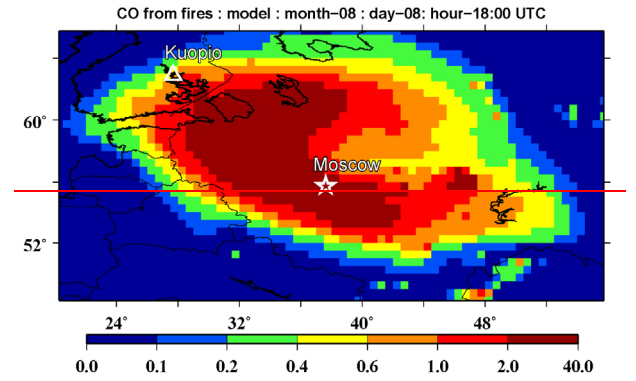 CO from fires : model : month−08 : day−08: hour−18:00 UTC
Kuopio
60°
Moscow
52°
24° 32° 40° 48°
0.0 0.1 0.2 0.4 0.6 1.0 2.0 40.0